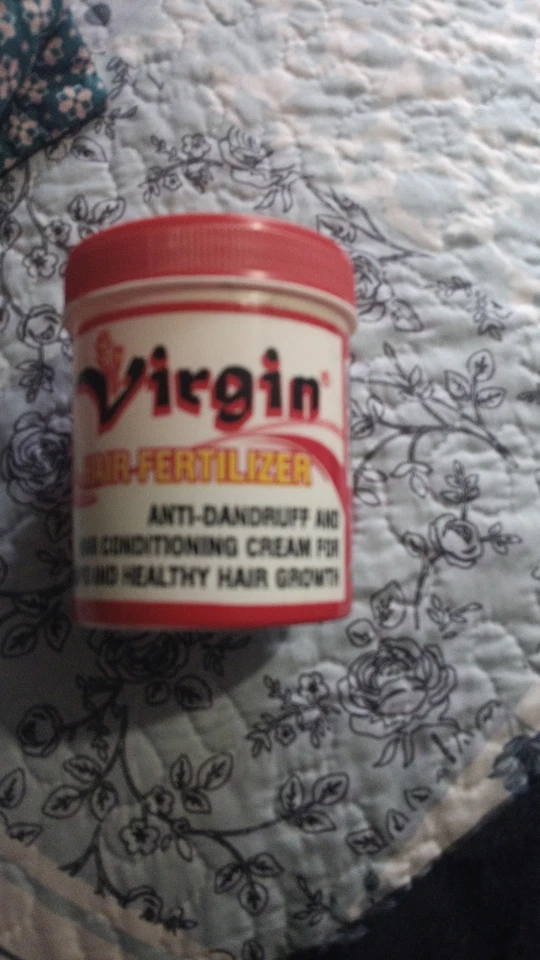 Virgin®
HAIR-FERTILIZER
ANTI-DANDRUFF AND
CONDITIONING CREAM FOR
AND HEALTHY HAIR GROWTH